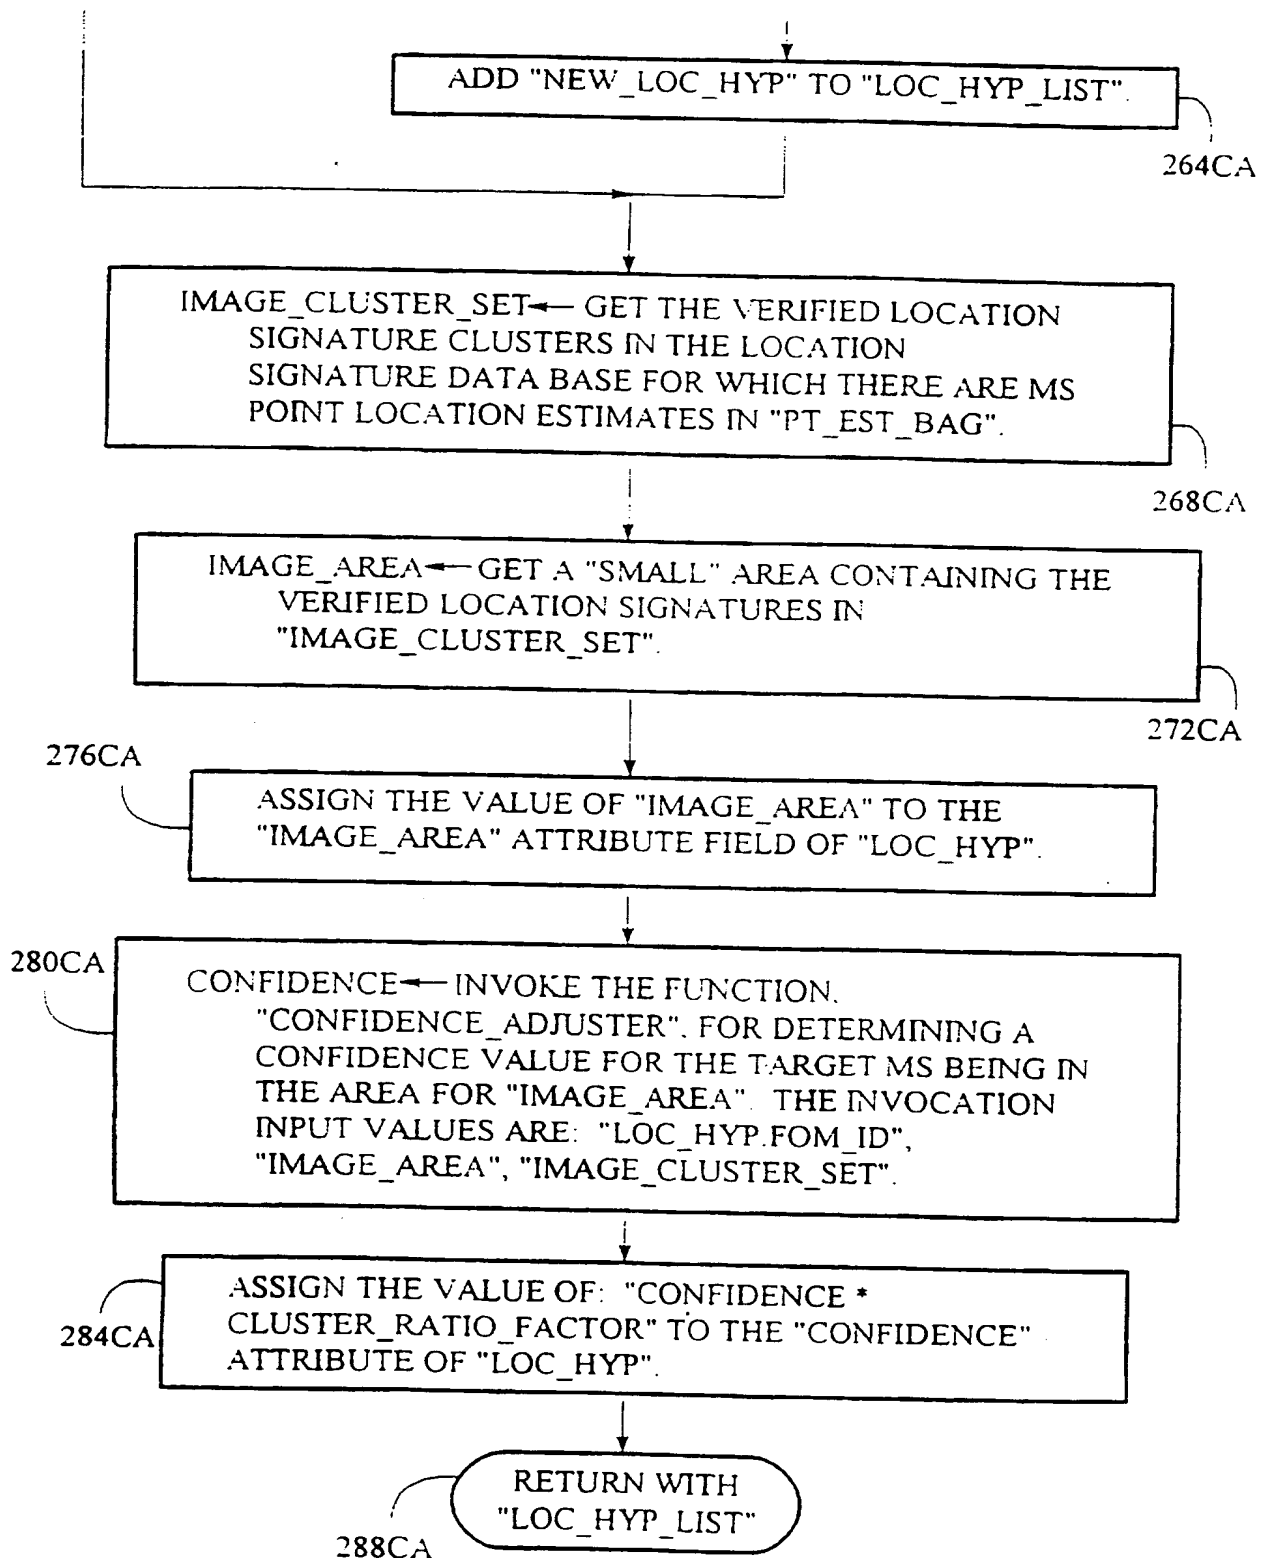 ADD "NEW_LOC_HYP" TO "LOC_HYP_LIST".
264CA
IMAGE_CLUSTER_SET← GET THE VERIFIED LOCATION
SIGNATURE CLUSTERS IN THE LOCATION
SIGNATURE DATA BASE FOR WHICH THERE ARE MS
POINT LOCATION ESTIMATES IN "PT_EST_BAG".
268CA
IMAGE_AREA← GET A "SMALL" AREA CONTAINING THE
VERIFIED LOCATION SIGNATURES IN
"IMAGE_CLUSTER_SET".
272CA
276CA
ASSIGN THE VALUE OF "IMAGE_AREA" TO THE
"IMAGE_AREA" ATTRIBUTE FIELD OF "LOC_HYP".
280CA
CONFIDENCE← INVOKE THE FUNCTION.
"CONFIDENCE_ADJUSTER". FOR DETERMINING A
CONFIDENCE VALUE FOR THE TARGET MS BEING IN
THE AREA FOR "IMAGE_AREA". THE INVOCATION
INPUT VALUES ARE: "LOC_HYP.FOM_ID",
"IMAGE_AREA", "IMAGE_CLUSTER_SET".
284CA
ASSIGN THE VALUE OF: "CONFIDENCE *
CLUSTER_RATIO_FACTOR" TO THE "CONFIDENCE"
ATTRIBUTE OF "LOC_HYP".
RETURN WITH
"LOC_HYP_LIST"
288CA